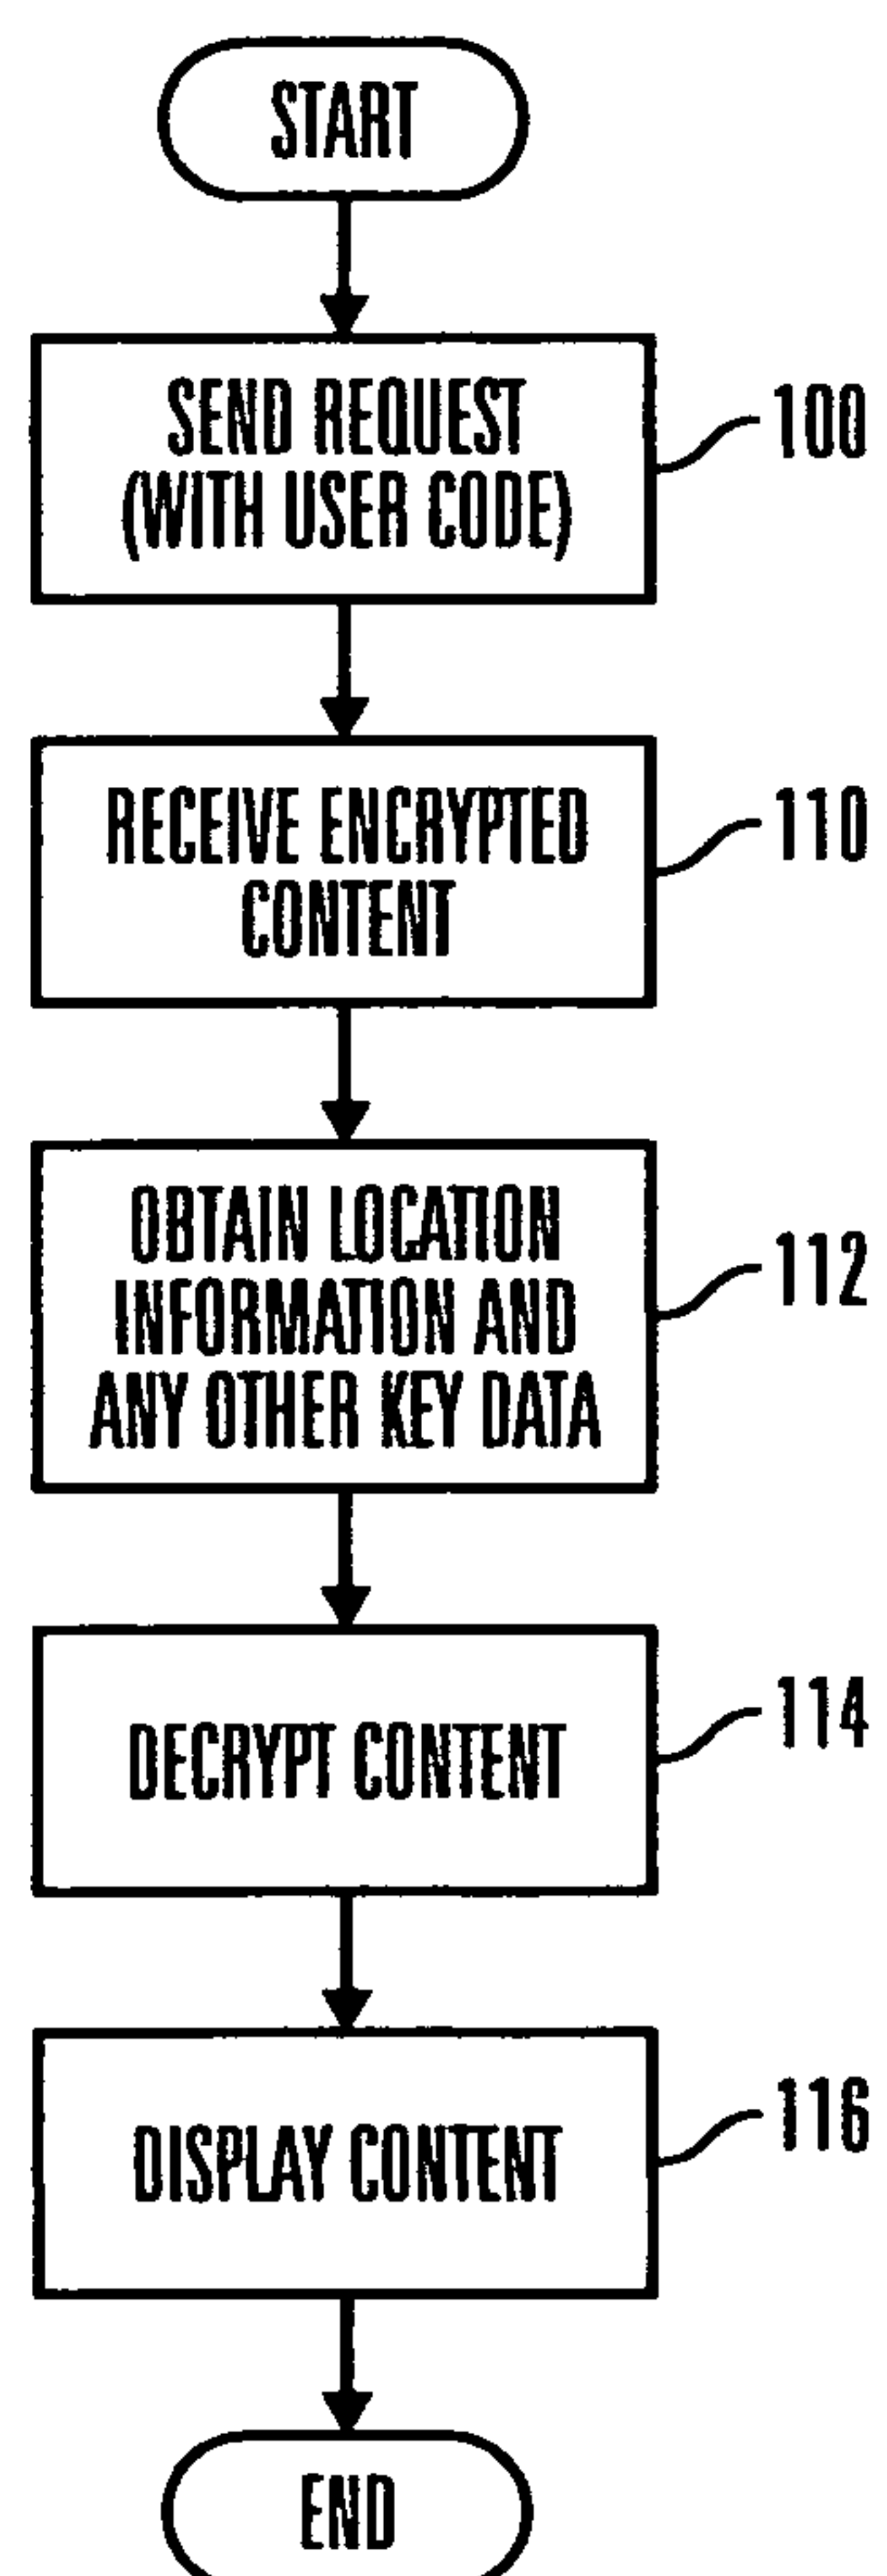 START
SEND REQUEST
(WITH USER CODE)
100
RECEIVE ENCRYPTED
CONTENT
110
OBTAIN LOCATION
INFORMATION AND
ANY OTHER KEY DATA
112
DECRYPT CONTENT
114
DISPLAY CONTENT
116
END